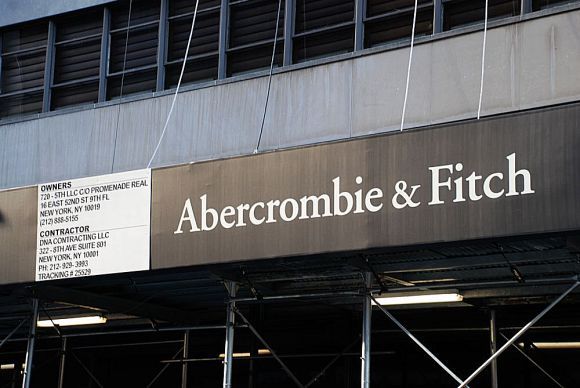 OWNERS
720 - 5TH LLC C/O PROMENADE REAL
16 EAST 52ND ST 9TH FL
NEW YORK, NY 10019
(212) 888-5155
CONTRACTOR
DNA CONTRACTING LLC
322 - 8TH AVE SUITE 601
NEW YORK, NY 10001
PH: 212- 929- 3993
TRACKING # 25529
Abercrombie & Fitch